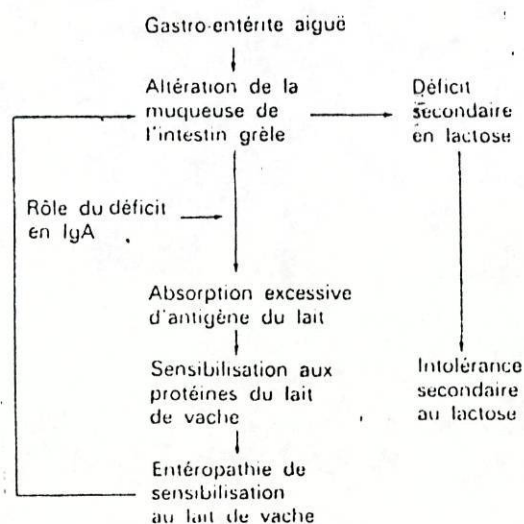 Gastro-entérite aiguë
Altération de la
muqueuse de
l'intestin grèle
Déficit
secondaire
en lactose
Rôle du déficit
en IgA
Absorption excessive
d'antigène du lait
Sensibilisation aux
protéines du lait
de vache
Intolérance
secondaire
au lactose
Entéropathie de
sensibilisation
au lait de vache